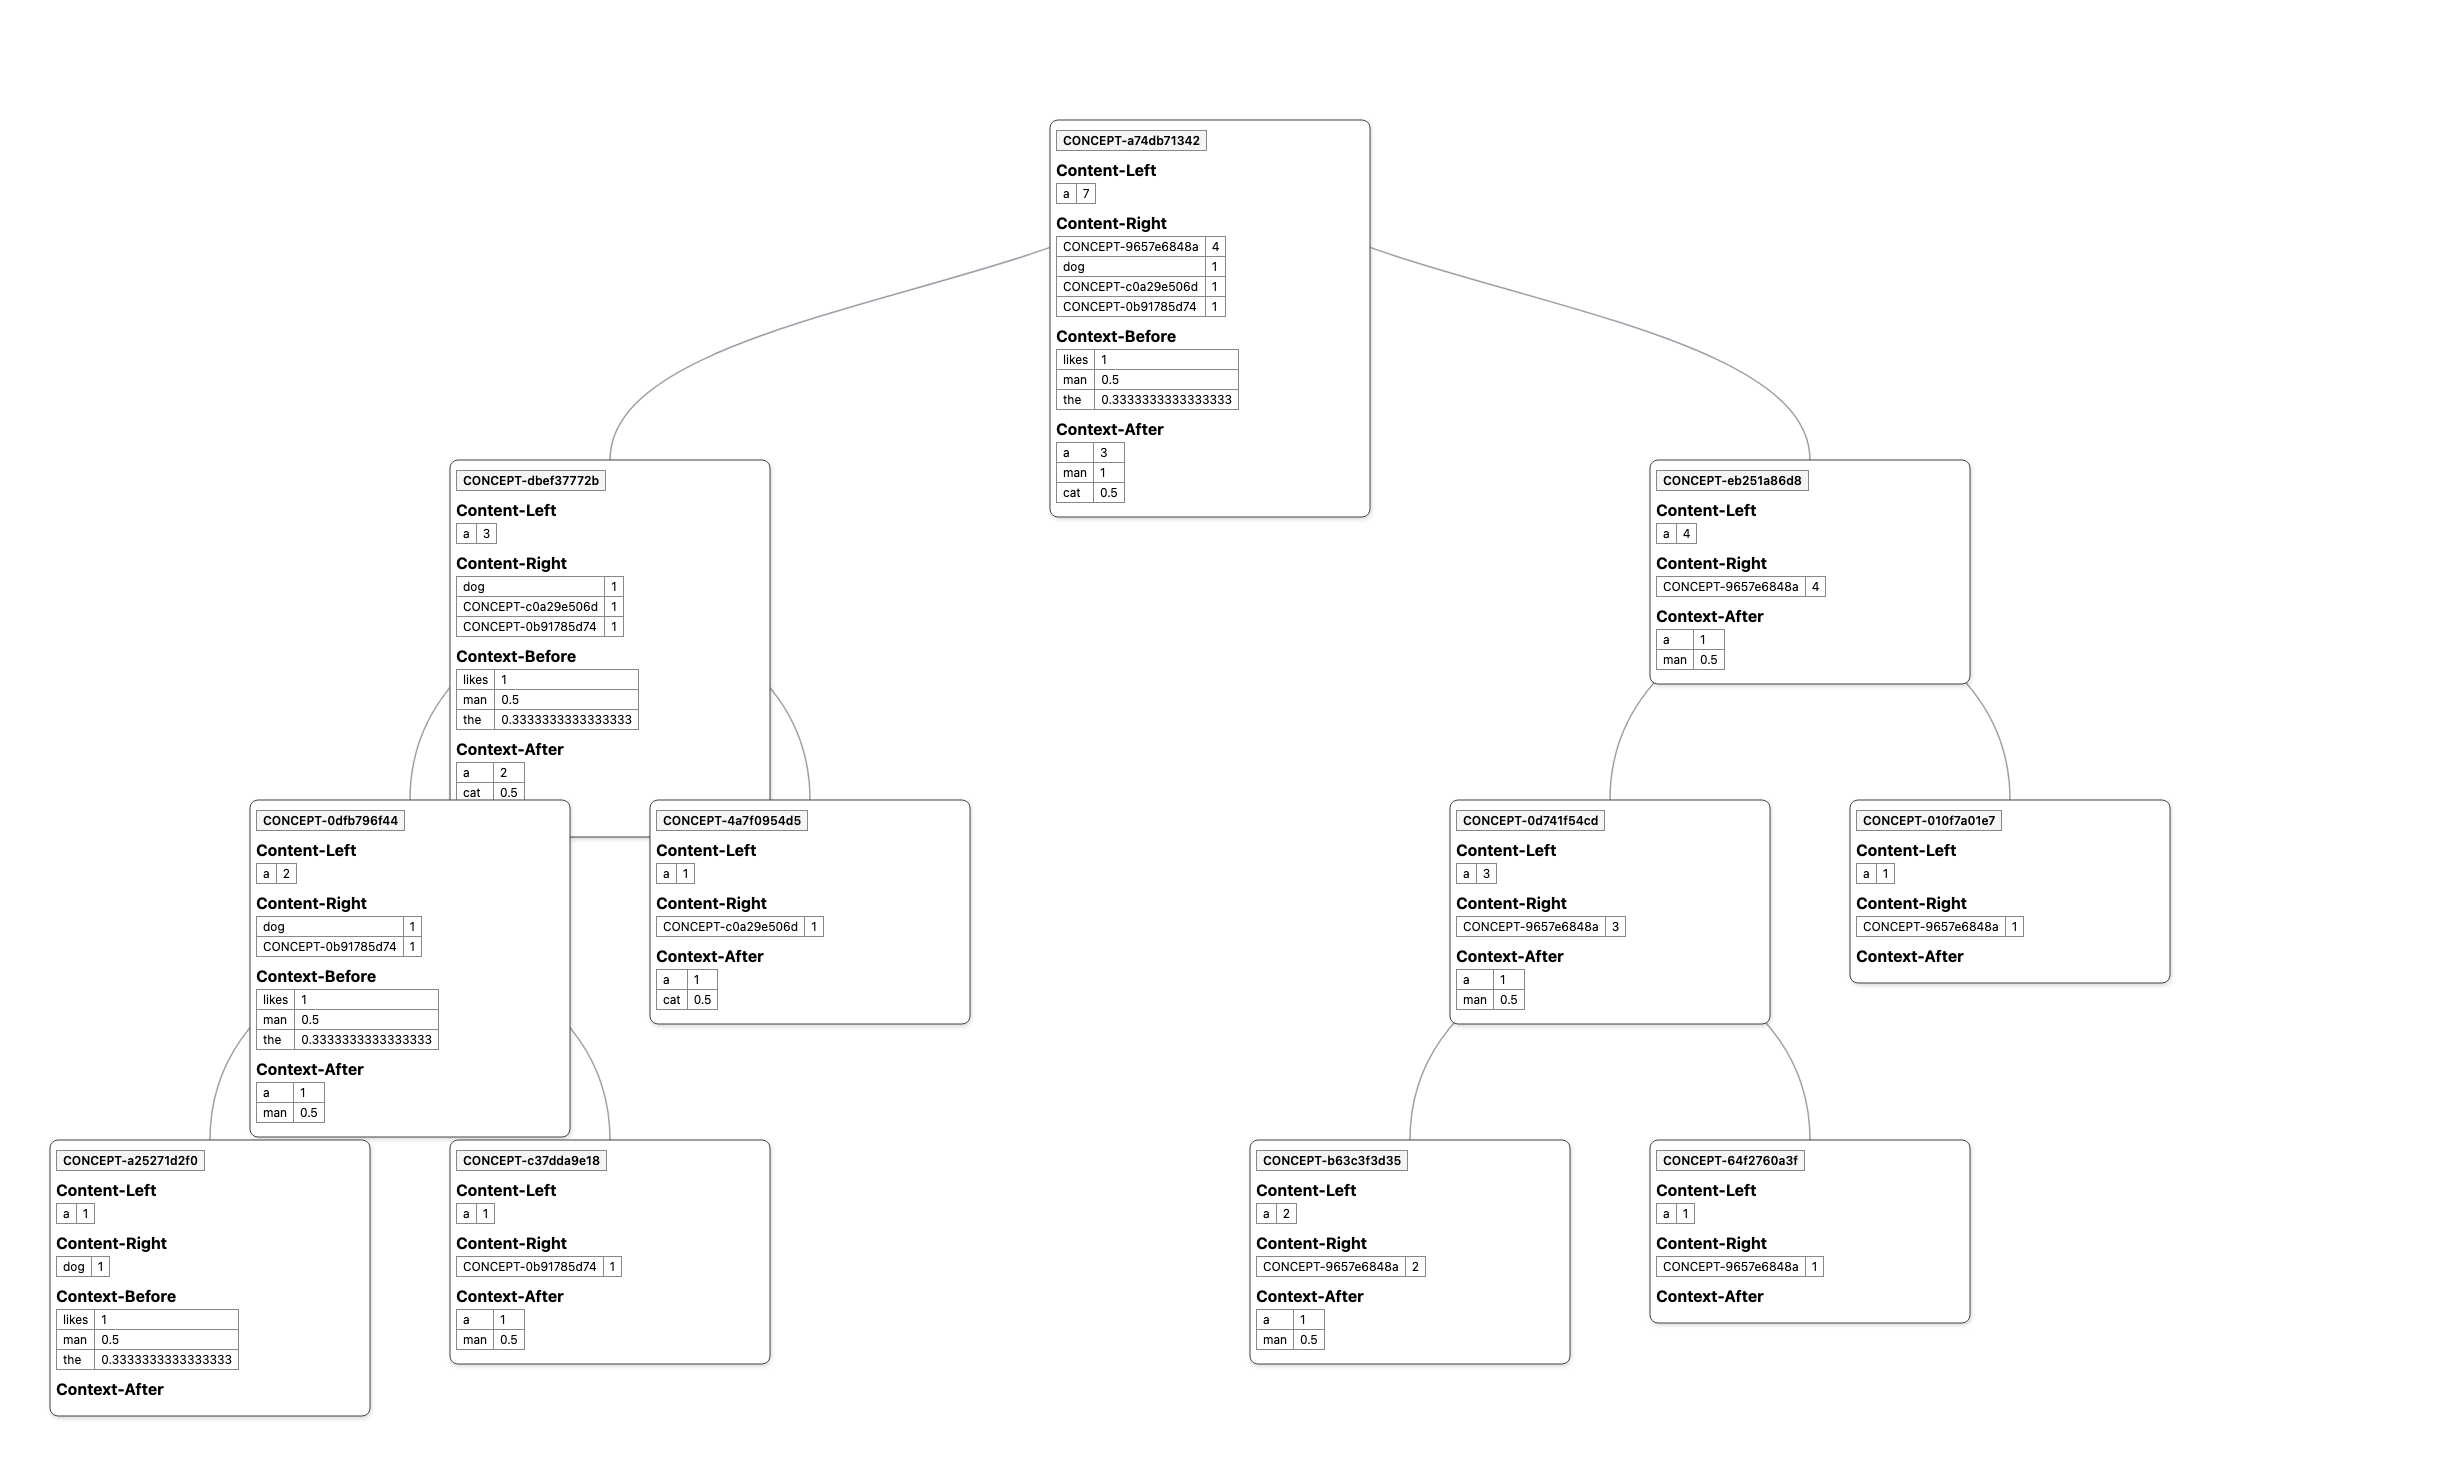 CONCEPT-a74db71342
Content-Left
a 7
Content-Right
CONCEPT-9657e6848a 4
dog 1
CONCEPT-c0a29e506d 1
CONCEPT-0b91785d74 1
Context-Before
likes 1
man 0.5
the 0.3333333333333333
Context-After
a 3
man 1
cat 0.5
CONCEPT-dbef37772b
Content-Left
a 3
Content-Right
dog 1
CONCEPT-c0a29e506d 1
CONCEPT-0b91785d74 1
Context-Before
likes 1
man 0.5
the 0.3333333333333333
Context-After
a 2
cat 0.5
CONCEPT-eb251a86d8
Content-Left
a 4
Content-Right
CONCEPT-9657e6848a 4
Context-After
a 1
man 0.5
CONCEPT-0dfb796f44
Content-Left
a 2
Content-Right
dog 1
CONCEPT-0b91785d74 1
Context-Before
likes 1
man 0.5
the 0.3333333333333333
Context-After
a 1
man 0.5
CONCEPT-4a7f0954d5
Content-Left
a 1
Content-Right
CONCEPT-c0a29e506d 1
Context-After
a 1
cat 0.5
CONCEPT-0d741f54cd
Content-Left
a 3
Content-Right
CONCEPT-9657e6848a 3
Context-After
a 1
man 0.5
CONCEPT-010f7a01e7
Content-Left
a 1
Content-Right
CONCEPT-9657e6848a 1
Context-After
CONCEPT-a25271d2f0
Content-Left
a 1
Content-Right
dog 1
Context-Before
likes 1
man 0.5
the 0.3333333333333333
Context-After
CONCEPT-c37dda9e18
Content-Left
a 1
Content-Right
CONCEPT-0b91785d74 1
Context-After
a 1
man 0.5
CONCEPT-b63c3f3d35
Content-Left
a 2
Content-Right
CONCEPT-9657e6848a 2
Context-After
a 1
man 0.5
CONCEPT-64f2760a3f
Content-Left
a 1
Content-Right
CONCEPT-9657e6848a 1
Context-After